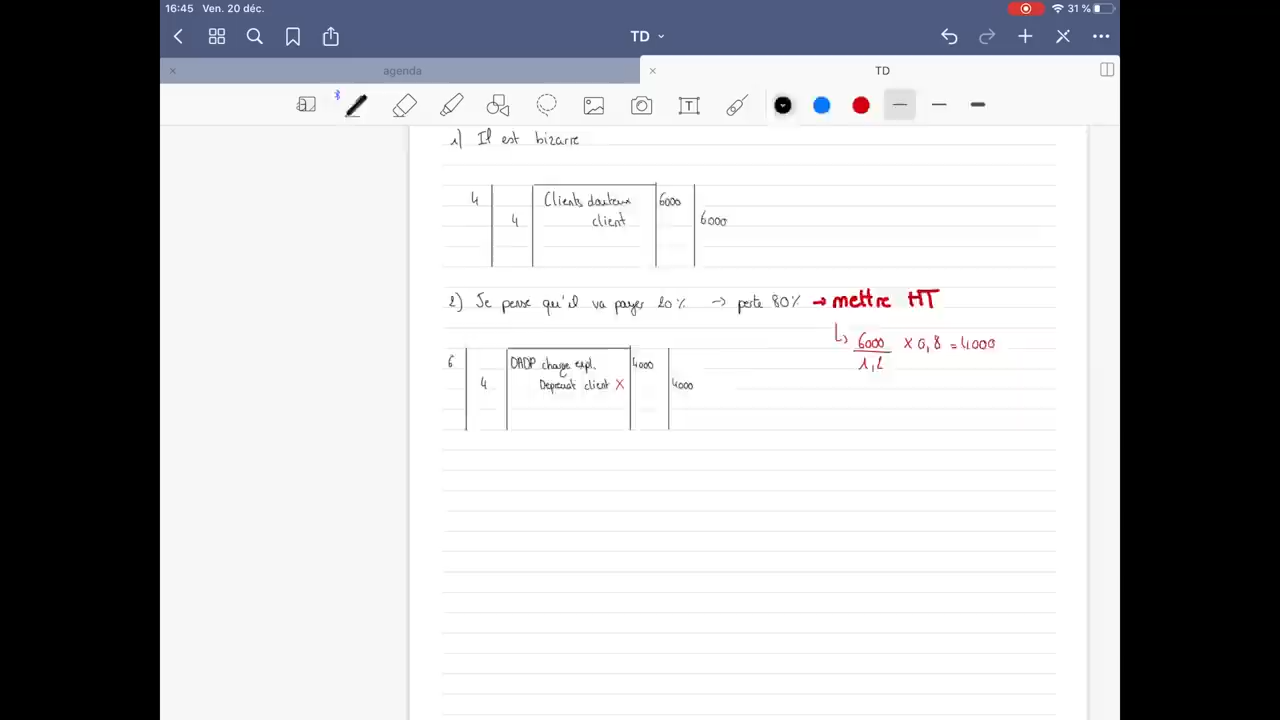 16:45 Ven. 20 déc. 31 %
TD
agenda
TD
1) Il est bizarre
4 Clients douteux 6000
4 client 6000
2) Je pense qu'il va payer 20% → perte 80% → mettre HT
↳ 6000 / 1,2 × 0,8 = 4000
6 DADP charge expl. 4000
4 Depreciat client X 4000